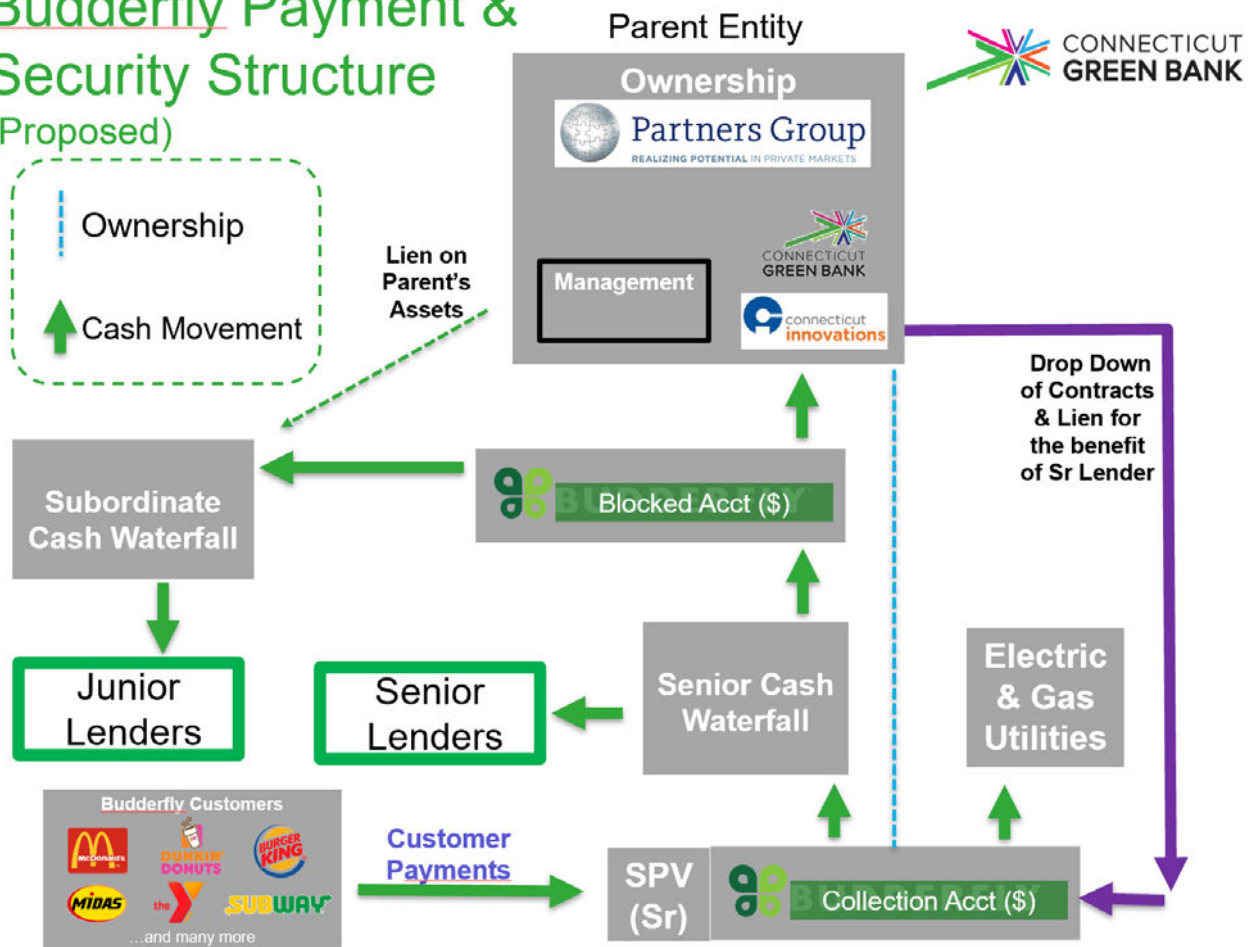 Budderfly Payment &
Security Structure
(Proposed)
Ownership
Cash Movement
Parent Entity
Ownership
Partners Group
REALIZING POTENTIAL IN PRIVATE MARKETS
CONNECTICUT
GREEN BANK
Management
connecticut
innovations
CONNECTICUT
GREEN BANK
Lien on
Parent's
Assets
Drop Down
of Contracts
& Lien for
the benefit
of Sr Lender
Subordinate
Cash Waterfall
Blocked Acct ($)
Junior
Lenders
Senior
Lenders
Senior Cash
Waterfall
Electric
& Gas
Utilities
Budderfly Customers
McDonald's
DUNKIN'
DONUTS
BURGER
KING
MIDAS
the Y
SUBWAY
...and many more
Customer
Payments
SPV
(Sr)
Collection Acct ($)